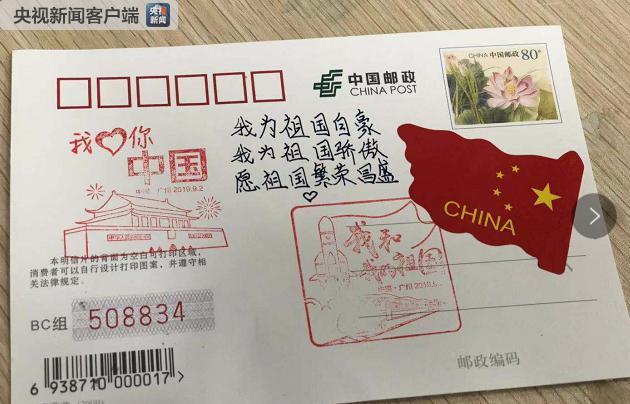 央视新闻客户端
央视
新闻
中国邮政
CHINA POST
CHINA 中国邮政 80分
我为祖国自豪
我为祖国骄傲
愿祖国繁荣昌盛
我♡你
中国
中国·广州 2019.9.2
CHINA
我和
我的祖国
本明信片的背面为空白可打印区域，
消费者可以自行设计打印图案，并遵守相
关法律规定。
BC组 508834
6 938710 000017 >
邮政编码